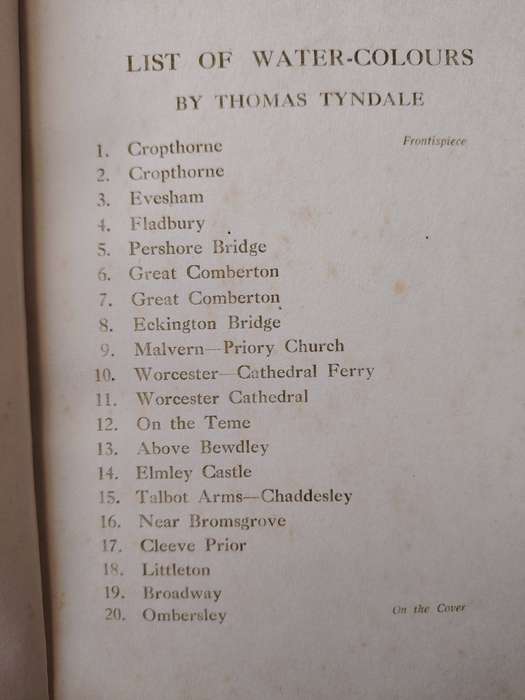 LIST OF WATER-COLOURS
BY THOMAS TYNDALE
1. Cropthorne Frontispiece
2. Cropthorne
3. Evesham
4. Fladbury
5. Pershore Bridge
6. Great Comberton
7. Great Comberton
8. Eckington Bridge
9. Malvern—Priory Church
10. Worcester—Cathedral Ferry
11. Worcester Cathedral
12. On the Teme
13. Above Bewdley
14. Elmley Castle
15. Talbot Arms—Chaddesley
16. Near Bromsgrove
17. Cleeve Prior
18. Littleton
19. Broadway
20. Ombersley On the Cover